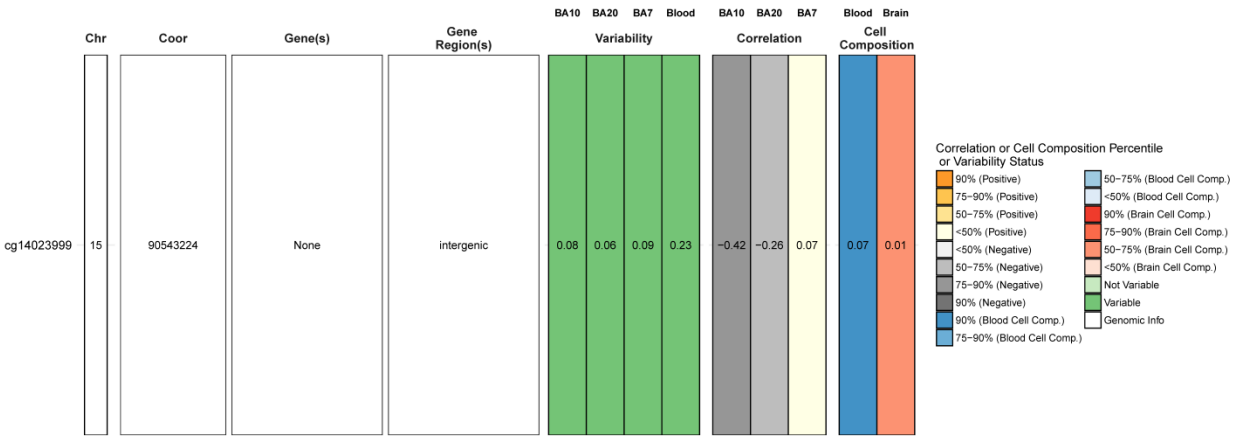 BA10 BA20 BA7 Blood BA10 BA20 BA7 Blood Brain
Chr Coor Gene(s) Gene Region(s) Variability Correlation Cell Composition
cg14023999 15 90543224 None intergenic 0.08 0.06 0.09 0.23 −0.42 −0.26 0.07 0.07 0.01
Correlation or Cell Composition Percentile
or Variability Status
90% (Positive)
75−90% (Positive)
50−75% (Positive)
<50% (Positive)
<50% (Negative)
50−75% (Negative)
75−90% (Negative)
90% (Negative)
90% (Blood Cell Comp.)
75−90% (Blood Cell Comp.)
50−75% (Blood Cell Comp.)
<50% (Blood Cell Comp.)
90% (Brain Cell Comp.)
75−90% (Brain Cell Comp.)
50−75% (Brain Cell Comp.)
<50% (Brain Cell Comp.)
Not Variable
Variable
Genomic Info